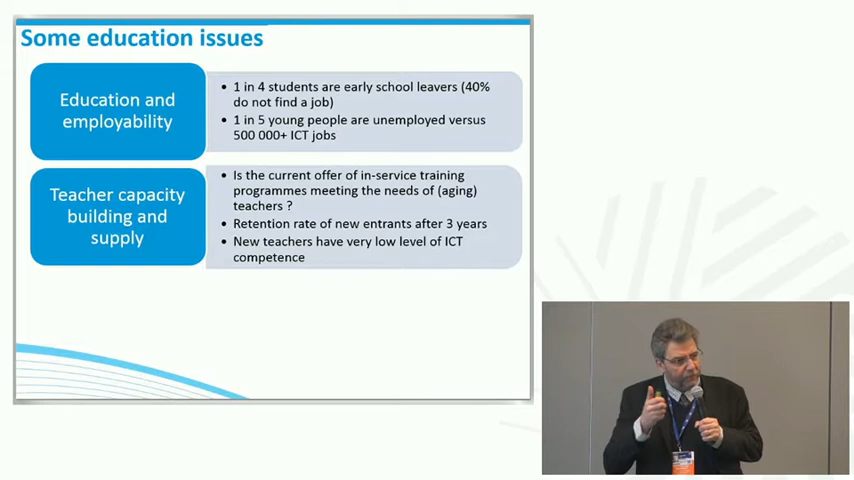 Some education issues
Education and
employability
• 1 in 4 students are early school leavers (40%
do not find a job)
• 1 in 5 young people are unemployed versus
500 000+ ICT jobs
Teacher capacity
building and
supply
• Is the current offer of in-service training
programmes meeting the needs of (aging)
teachers ?
• Retention rate of new entrants after 3 years
• New teachers have very low level of ICT
competence